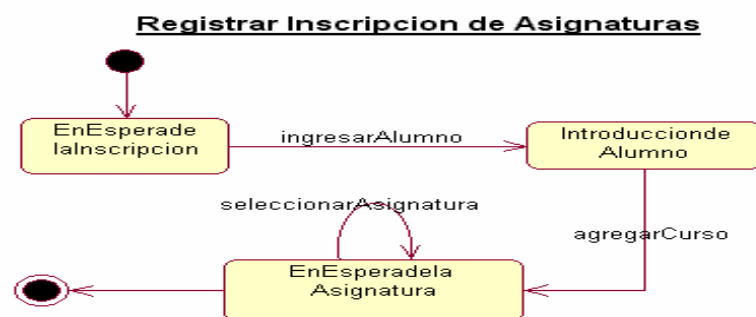 Registrar Inscripcion de Asignaturas
EnEsperade
laInscripcion
ingresarAlumno
Introduccionde
Alumno
seleccionarAsignatura
agregarCurso
EnEsperadela
Asignatura